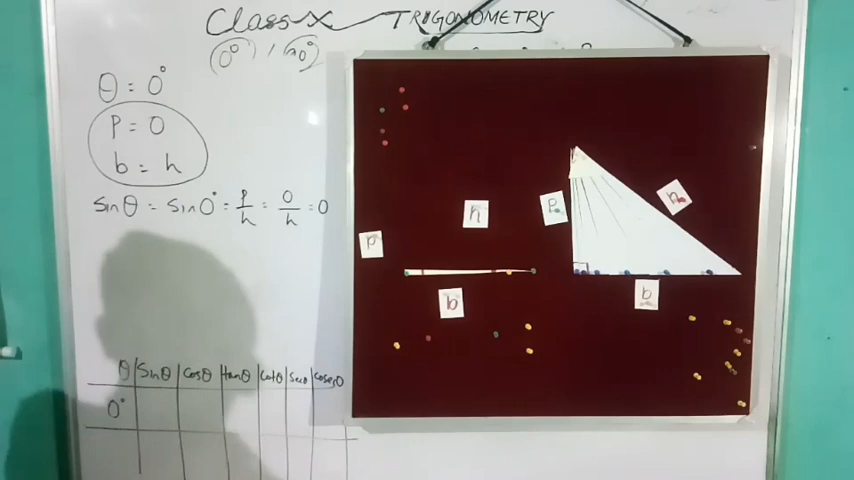 Class X TRIGONOMETRY
(0°) / (90°)
θ = 0°
P = 0
b = h
sinθ = sin0° = P/h = 0/h = 0
P
h
b
P
h
b
θ sinθ cosθ tanθ cotθ secθ cosecθ
0°